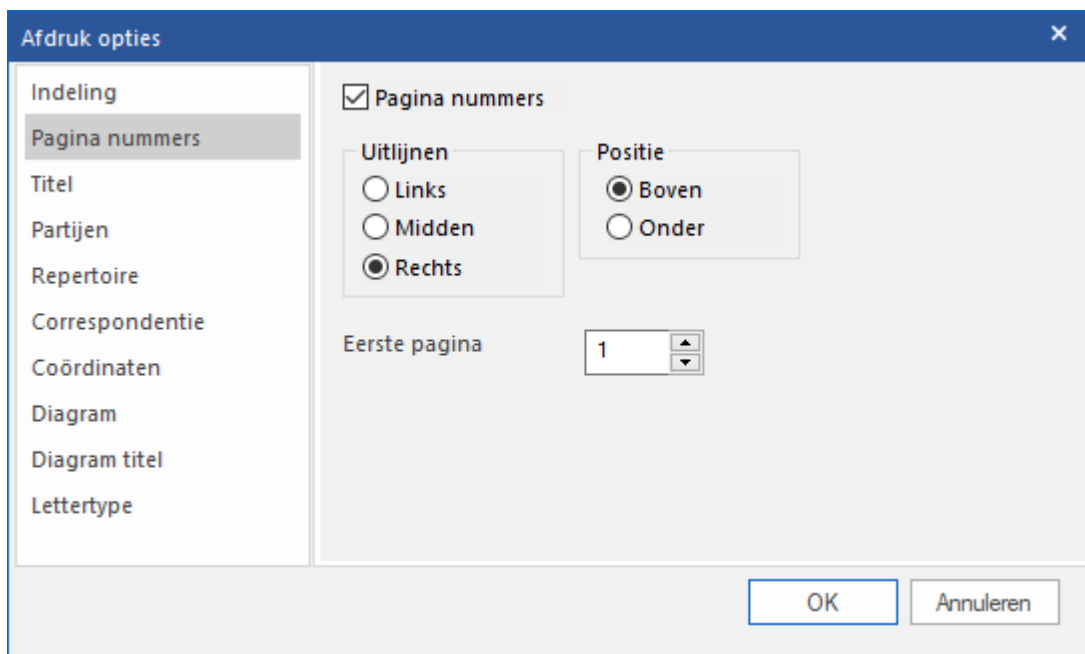 Afdruk opties
Indeling
Pagina nummers
Titel
Partijen
Repertoire
Correspondentie
Coördinaten
Diagram
Diagram titel
Lettertype
Pagina nummers
Uitlijnen
Links
Midden
Rechts
Positie
Boven
Onder
Eerste pagina
1
OK
Annuleren